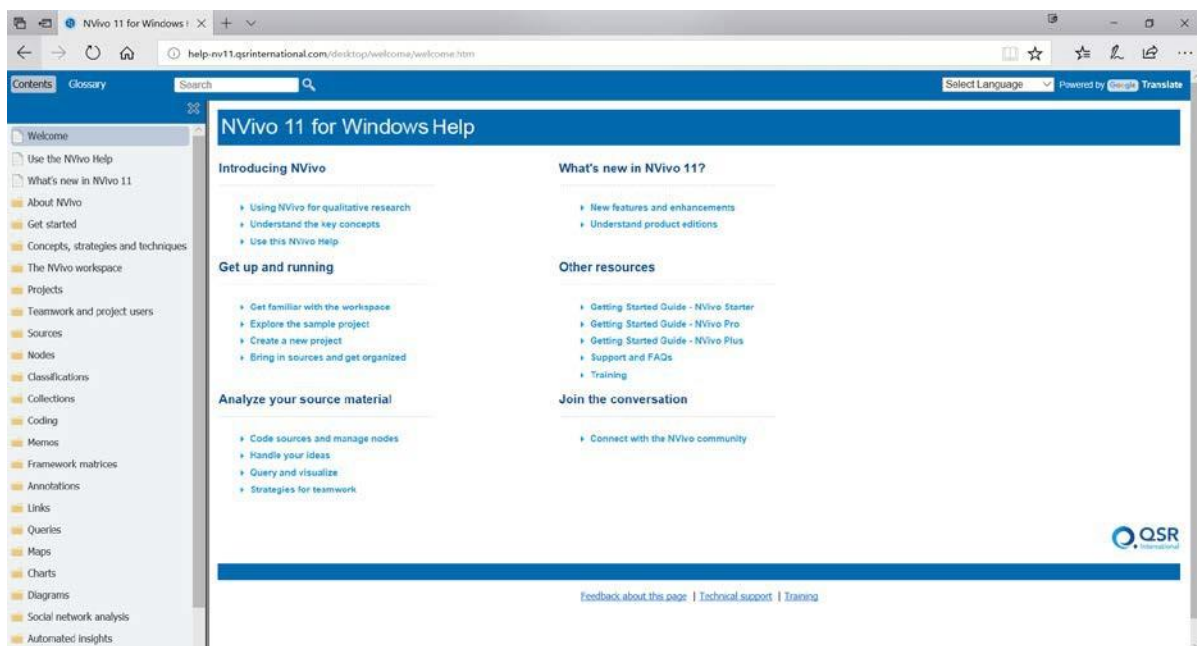 NVivo 11 for Windows
help-nv11.qsrinternational.com/desktop/welcome/welcome.htm
Contents Glossary Search Select Language Powered by Google Translate
Welcome
Use the NVivo Help
What's new in NVivo 11
About NVivo
Get started
Concepts, strategies and techniques
The NVivo workspace
Projects
Teamwork and project users
Sources
Nodes
Classifications
Collections
Coding
Memos
Framework matrices
Annotations
Links
Queries
Maps
Charts
Diagrams
Social network analysis
Automated insights
NVivo 11 for Windows Help
Introducing NVivo
Using NVivo for qualitative research
Understand the key concepts
Use this NVivo Help
What's new in NVivo 11?
New features and enhancements
Understand product editions
Get up and running
Get familiar with the workspace
Explore the sample project
Create a new project
Bring in sources and get organized
Other resources
Getting Started Guide - NVivo Starter
Getting Started Guide - NVivo Pro
Getting Started Guide - NVivo Plus
Support and FAQs
Training
Analyze your source material
Code sources and manage nodes
Handle your ideas
Query and visualize
Strategies for teamwork
Join the conversation
Connect with the NVivo community
QSR
International
Feedback about this page | Technical support | Training